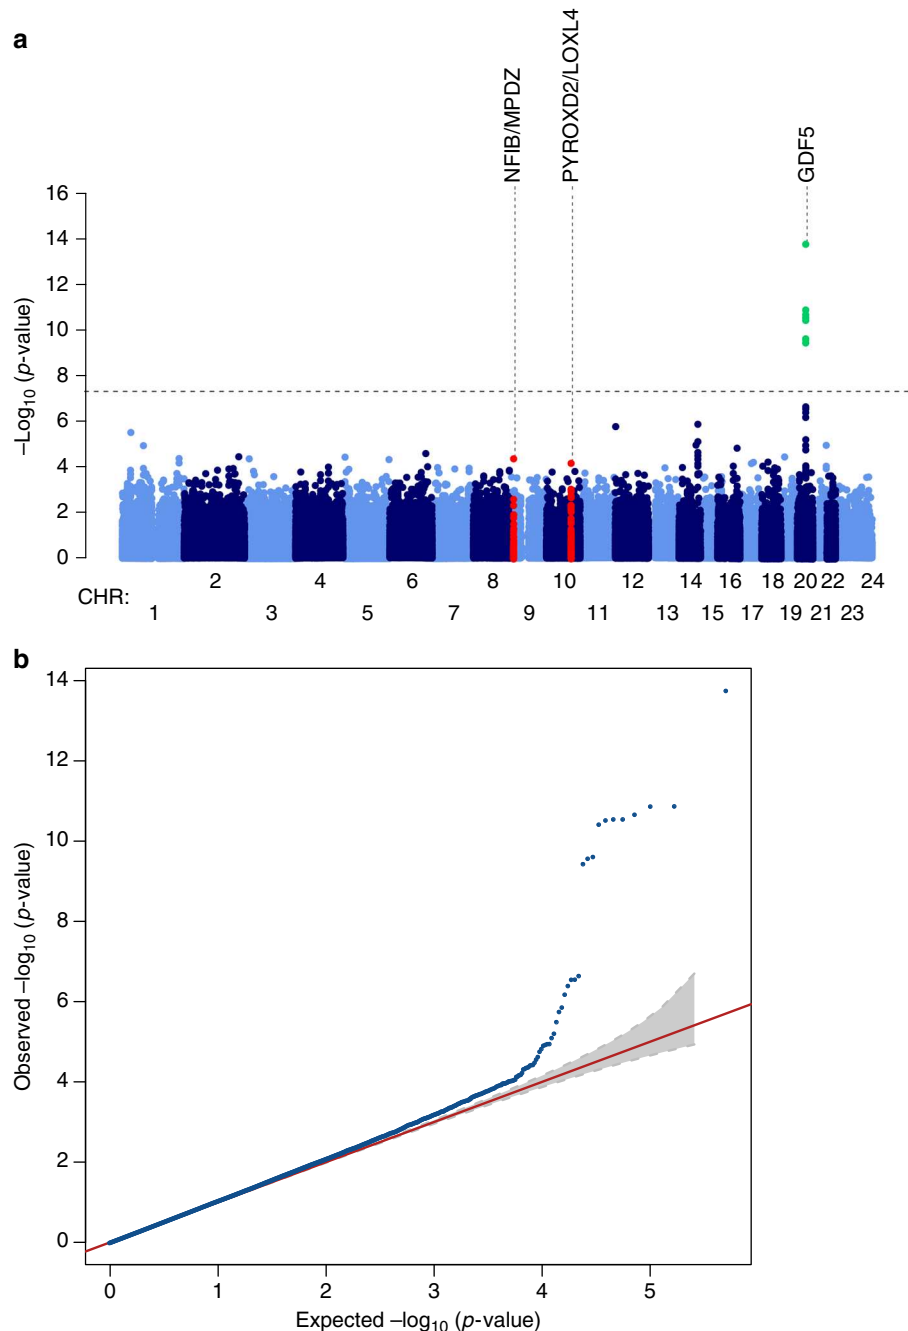 a
NFIB/MPDZ
PYROXD2/LOXL4
GDF5
–Log10 (p-value)
16
14
12
10
8
6
4
2
0
2 4 6 8 10 12 14 16 18 20 22 24
CHR:
1 3 5 7 9 11 13 15 17 19 21 23
b
Observed –log10 (p-value)
14
12
10
8
6
4
2
0
0 1 2 3 4 5
Expected –log10 (p-value)